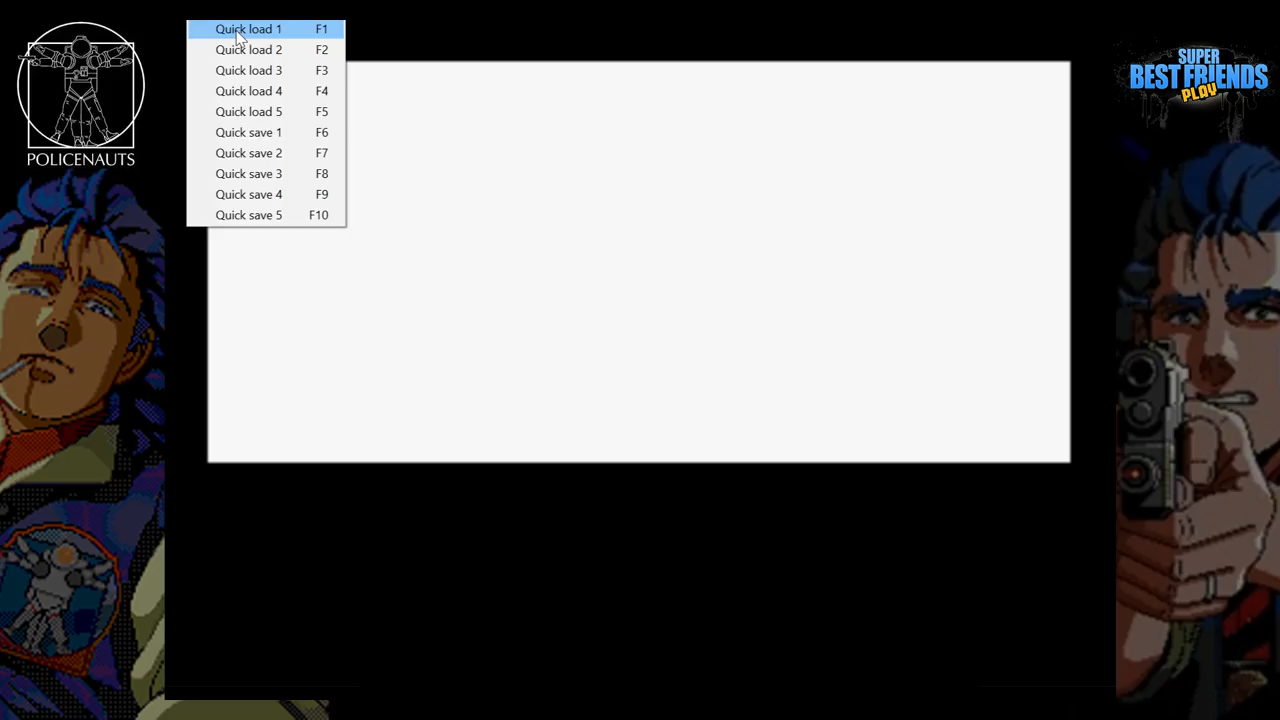 Quick load 1 F1
Quick load 2 F2
Quick load 3 F3
Quick load 4 F4
Quick load 5 F5
Quick save 1 F6
Quick save 2 F7
Quick save 3 F8
Quick save 4 F9
Quick save 5 F10
POLICENAUTS
SUPER
BEST FRIENDS
PLAY